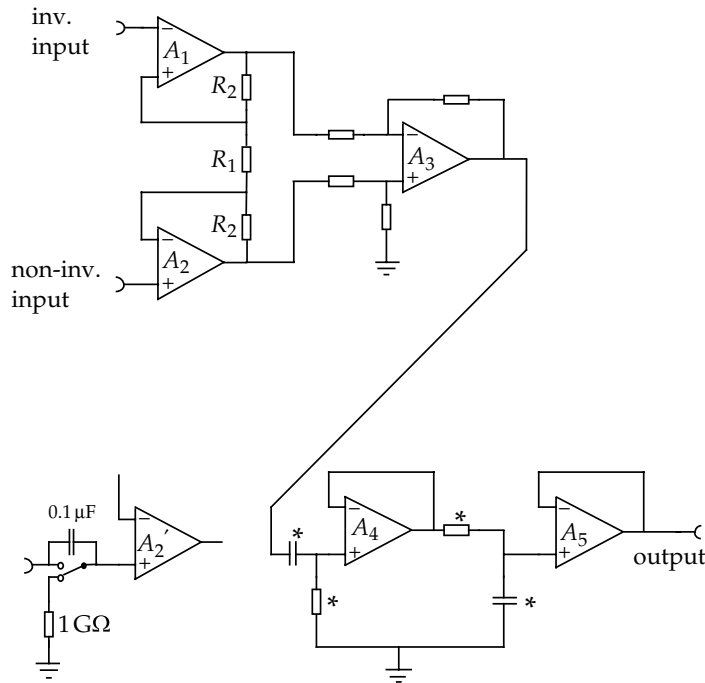 inv.
input
−
A1
+
R2
R1
−
A3
+
R2
−
A2
+
non-inv.
input
0.1 µF
−
A2′
+
1 GΩ
*
−
A4
+
*
*
−
A5
+
*
output